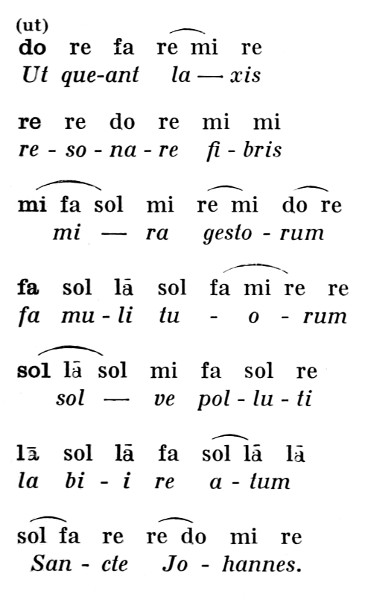 (ut)
do re fa re mi re
Ut que-ant la — xis
re re do re mi mi
re - so - na - re fi - bris
mi fa sol mi re mi do re
mi — ra gesto - rum
fa sol lā sol fa mi re re
fa mu - li tu - o - rum
sol lā sol mi fa sol re
sol — ve pol - lu - ti
lā sol lā fa sol lā lā
la bi - i re a - tum
sol fa re re do mi re
San - cte Jo - hannes.